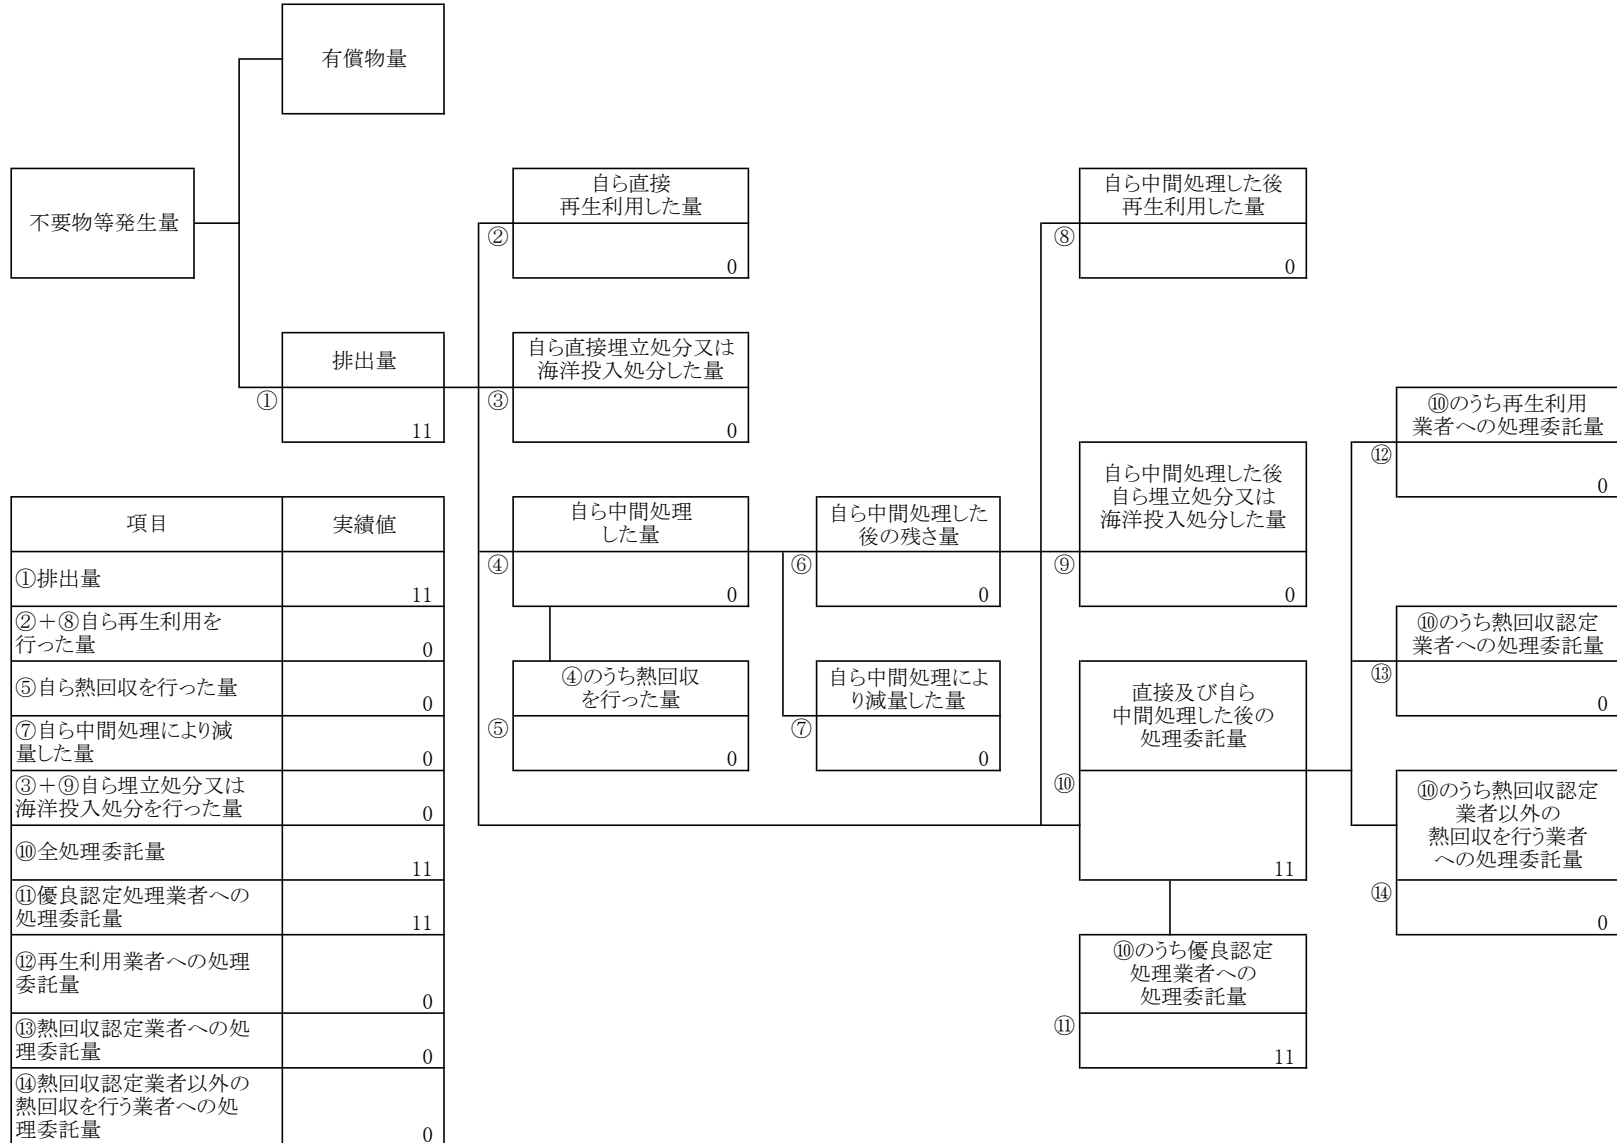 有償物量
不要物等発生量
自ら直接
再生利用した量
②
0
自ら中間処理した後
再生利用した量
⑧
0
排出量
①
11
自ら直接埋立処分又は
海洋投入処分した量
③
0
⑩のうち再生利用
業者への処理委託量
⑫
0
自ら中間処理
した量
④
0
自ら中間処理した
後の残さ量
⑥
0
自ら中間処理した後
自ら埋立処分又は
海洋投入処分した量
⑨
0
⑩のうち熱回収認定
業者への処理委託量
⑬
0
④のうち熱回収
を行った量
⑤
0
自ら中間処理によ
り減量した量
⑦
0
直接及び自ら
中間処理した後の
処理委託量
⑩
11
⑩のうち熱回収認定
業者以外の
熱回収を行う業者
への処理委託量
⑭
0
⑩のうち優良認定
処理業者への
処理委託量
⑪
11
項目 実績値
①排出量
11
②+⑧自ら再生利用を
行った量 0
⑤自ら熱回収を行った量
0
⑦自ら中間処理により減
量した量 0
③+⑨自ら埋立処分又は
海洋投入処分を行った量 0
⑩全処理委託量
11
⑪優良認定処理業者への
処理委託量 11
⑫再生利用業者への処理
委託量 0
⑬熱回収認定業者への処
理委託量 0
⑭熱回収認定業者以外の
熱回収を行う業者への処
理委託量 0